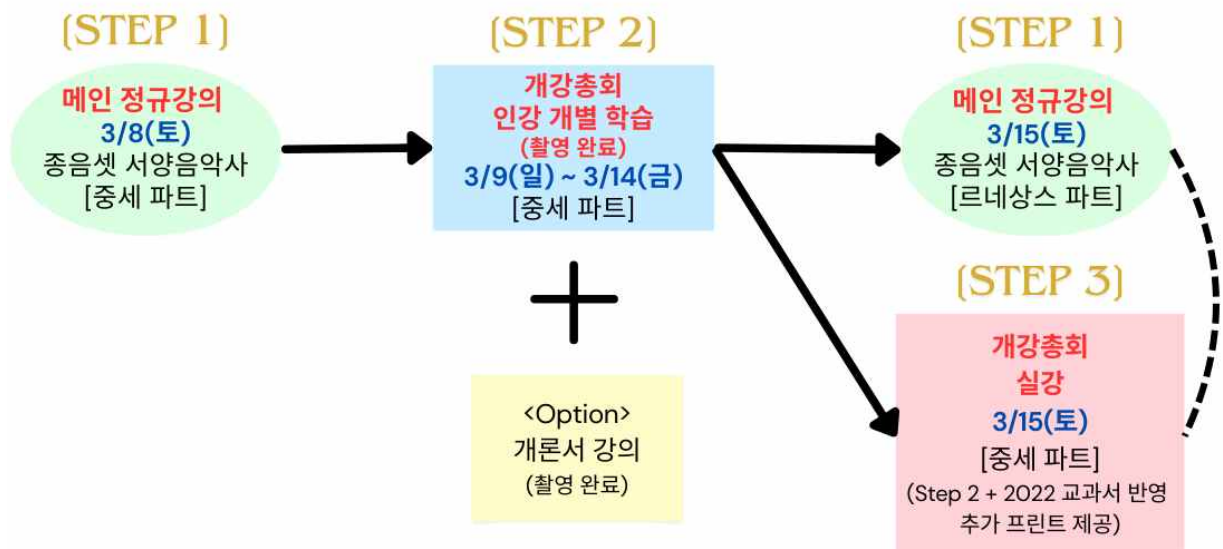 (STEP 1)
메인 정규강의
3/8(토)
종음셋 서양음악사
[중세 파트]
(STEP 2)
개강총회
인강 개별 학습
(촬영 완료)
3/9(일) ~ 3/14(금)
[중세 파트]
<Option>
개론서 강의
(촬영 완료)
(STEP 1)
메인 정규강의
3/15(토)
종음셋 서양음악사
[르네상스 파트]
(STEP 3)
개강총회
실강
3/15(토)
[중세 파트]
(Step 2 + 2022 교과서 반영
추가 프린트 제공)